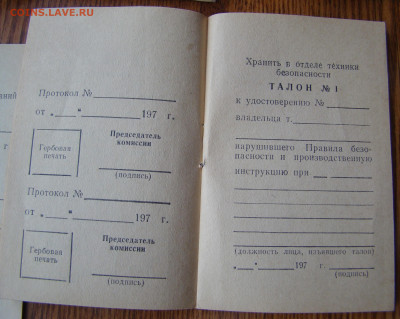 COINS.LAVE.RU
Протокол №
от „ “ 197 г.
Гербовая
печать
Председатель
комиссии
(подпись)
Протокол №
от „ “ 197 г.
Гербовая
печать
Председатель
комиссии
(подпись)
Хранить в отделе техники
безопасности
ТАЛОН № 1
к удостоверению №
владельца т.
нарушившего Правила безо-
пасности и производственную
инструкцию при
(должность лица, изъявшего талон)
„ “ 197 г.
(подпись)